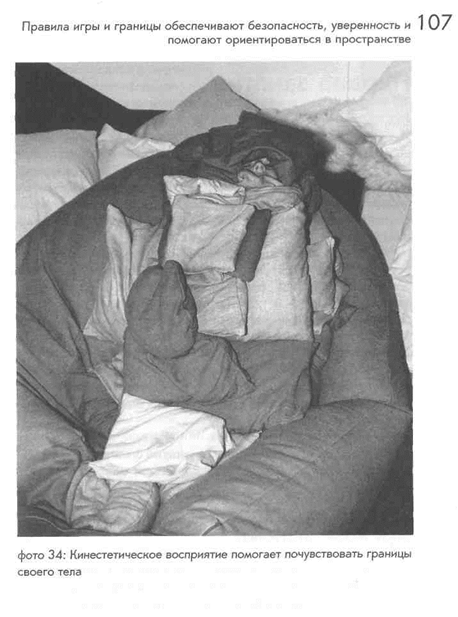 Правила игры и границы обеспечивают безопасность, уверенность и 107
помогают ориентироваться в пространстве
фото 34: Кинестетическое восприятие помогает почувствовать границы
своего тела